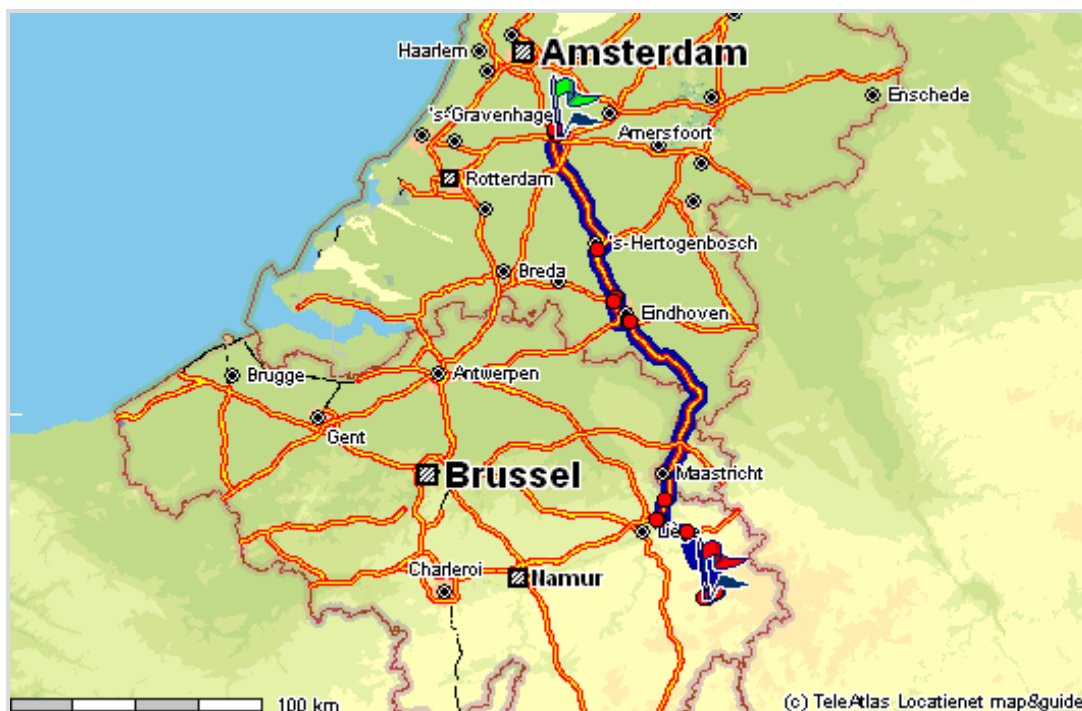 Amsterdam
Haarlem
Enschede
's-Gravenhage
Amersfoort
Rotterdam
's-Hertogenbosch
Breda
Eindhoven
Brugge
Antwerpen
Gent
Brussel
Maastricht
Charleroi
Namur
100 km
(c) TeleAtlas Locatienet map&guide